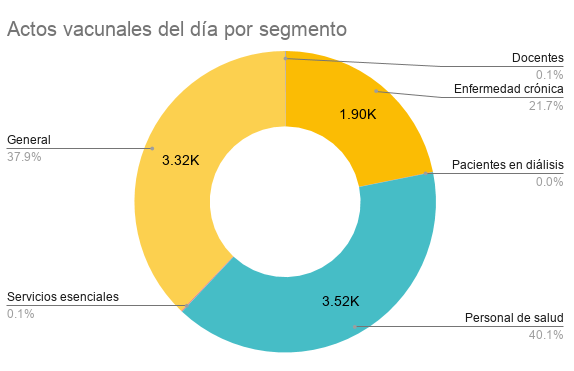 Actos vacunales del día por segmento
Docentes
0.1%
Enfermedad crónica
21.7%
General
37.9%
Pacientes en diálisis
0.0%
Servicios esenciales
0.1%
Personal de salud
40.1%
1.90K
3.32K
3.52K